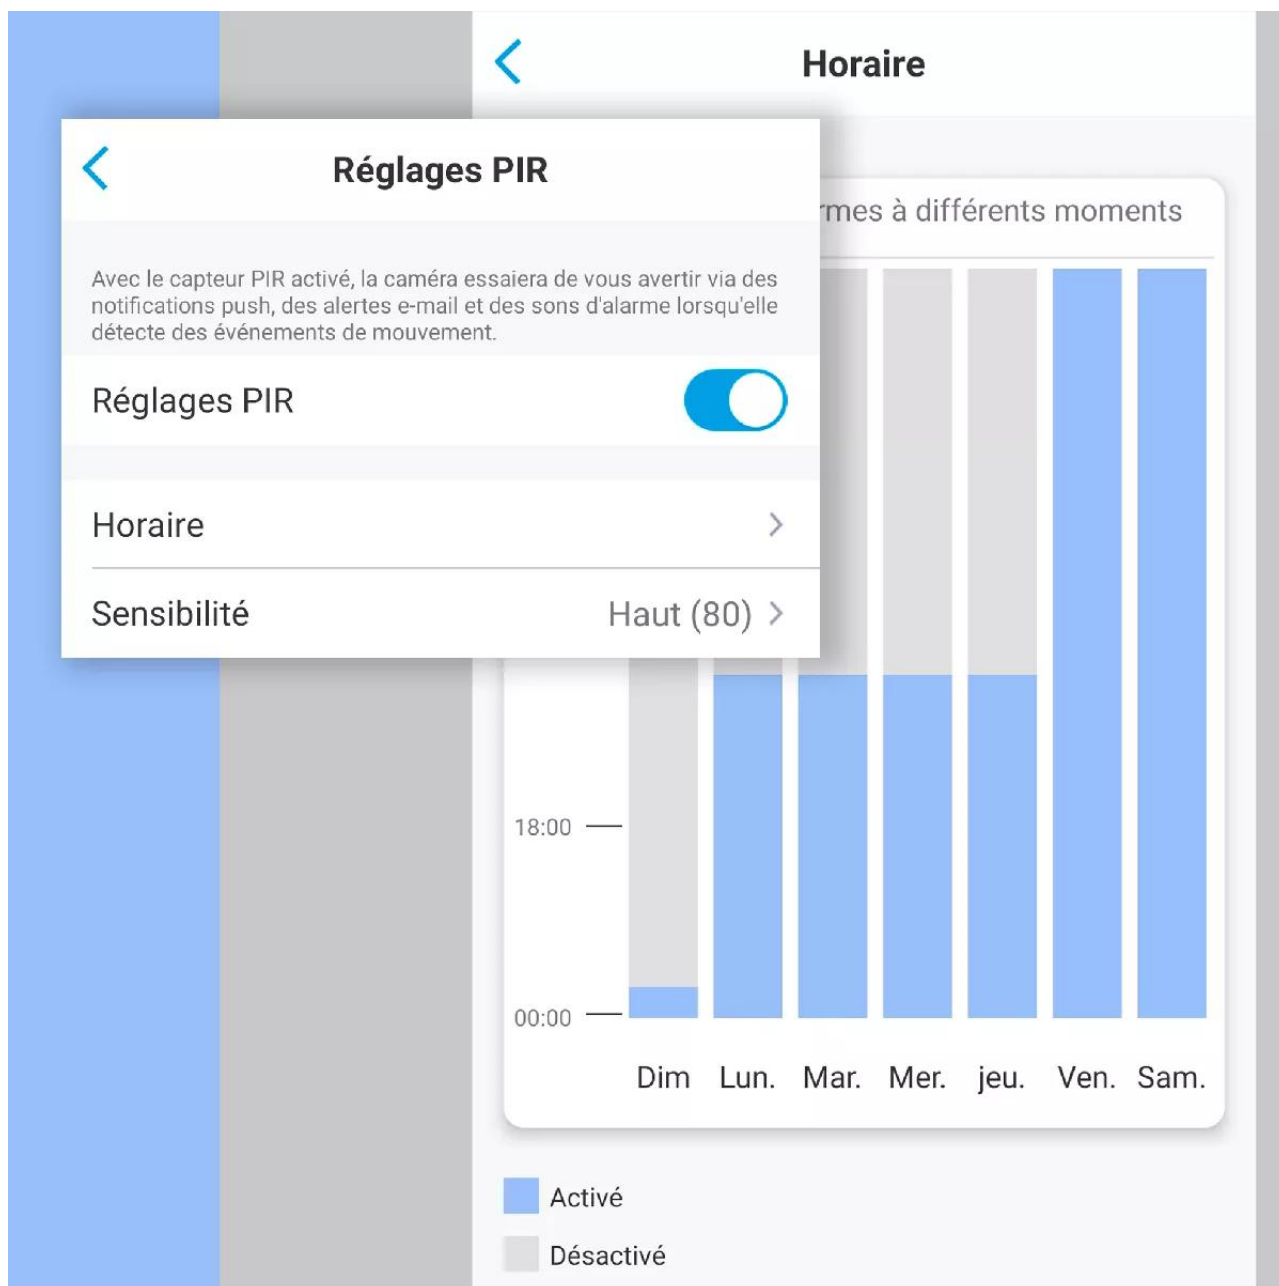 Horaire
Réglages PIR
mes à différents moments
Avec le capteur PIR activé, la caméra essaiera de vous avertir via des
notifications push, des alertes e-mail et des sons d'alarme lorsqu'elle
détecte des événements de mouvement.
Réglages PIR
Horaire
Sensibilité Haut (80)
18:00
00:00
Dim Lun. Mar. Mer. jeu. Ven. Sam.
Activé
Désactivé